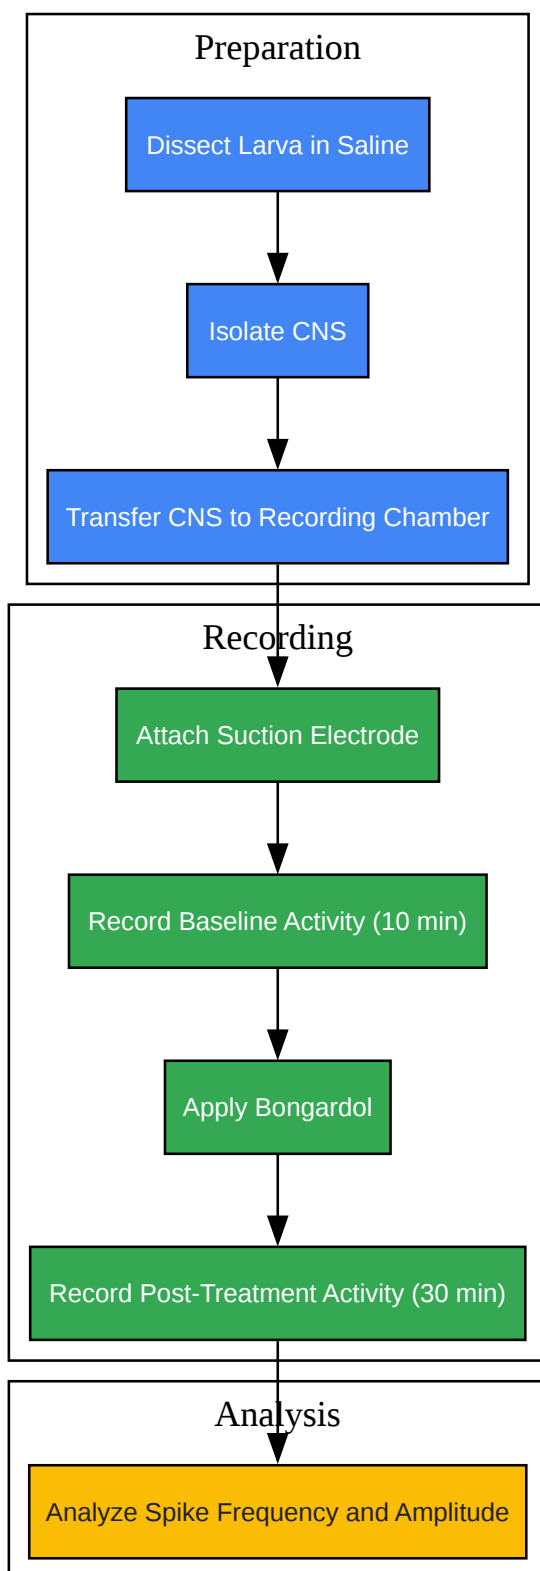 Preparation
Dissect Larva in Saline
Isolate CNS
Transfer CNS to Recording Chamber
Recording
Attach Suction Electrode
Record Baseline Activity (10 min)
Apply Bongardol
Record Post-Treatment Activity (30 min)
Analysis
Analyze Spike Frequency and Amplitude